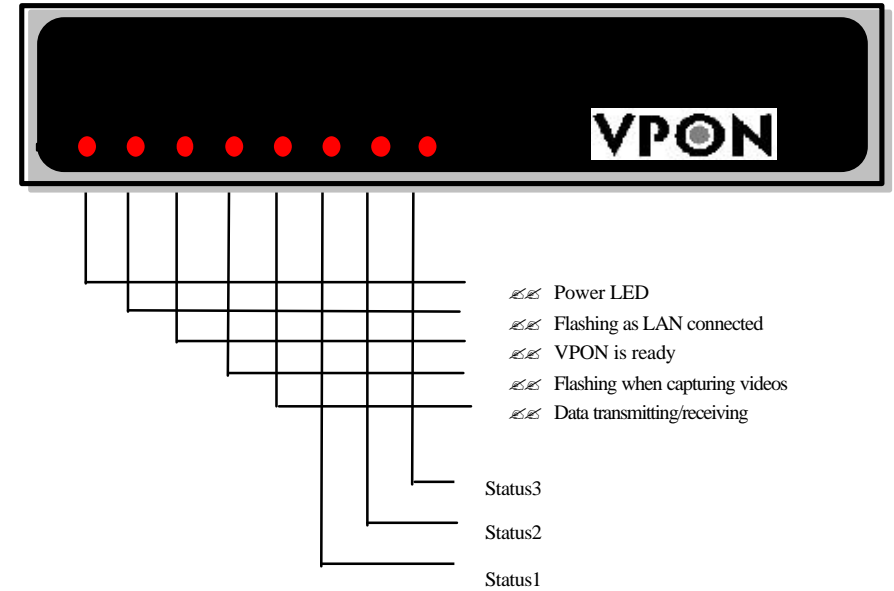 VPON
Power LED
Flashing as LAN connected
VPON is ready
Flashing when capturing videos
Data transmitting/receiving
Status3
Status2
Status1